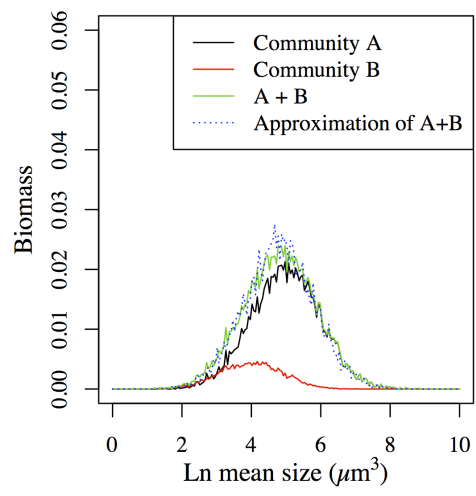 Community A
Community B
A + B
Approximation of A+B
Biomass
0.06
0.05
0.04
0.03
0.02
0.01
0.00
0 2 4 6 8 10
Ln mean size (μm³)